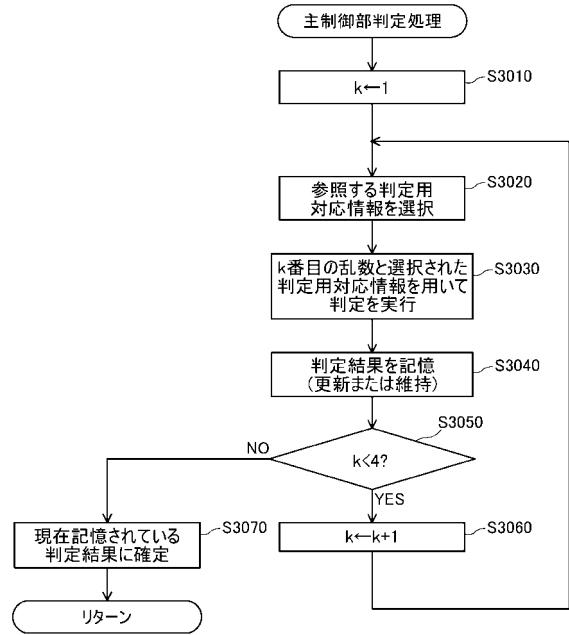 主制御部判定処理
k←1
S3010
参照する判定用
対応情報を選択
S3020
k番目の乱数と選択された
判定用対応情報を用いて
判定を実行
S3030
判定結果を記憶
(更新または維持)
S3040
S3050
k<4?
NO
YES
現在記憶されている
判定結果に確定
S3070
k←k+1
S3060
リターン